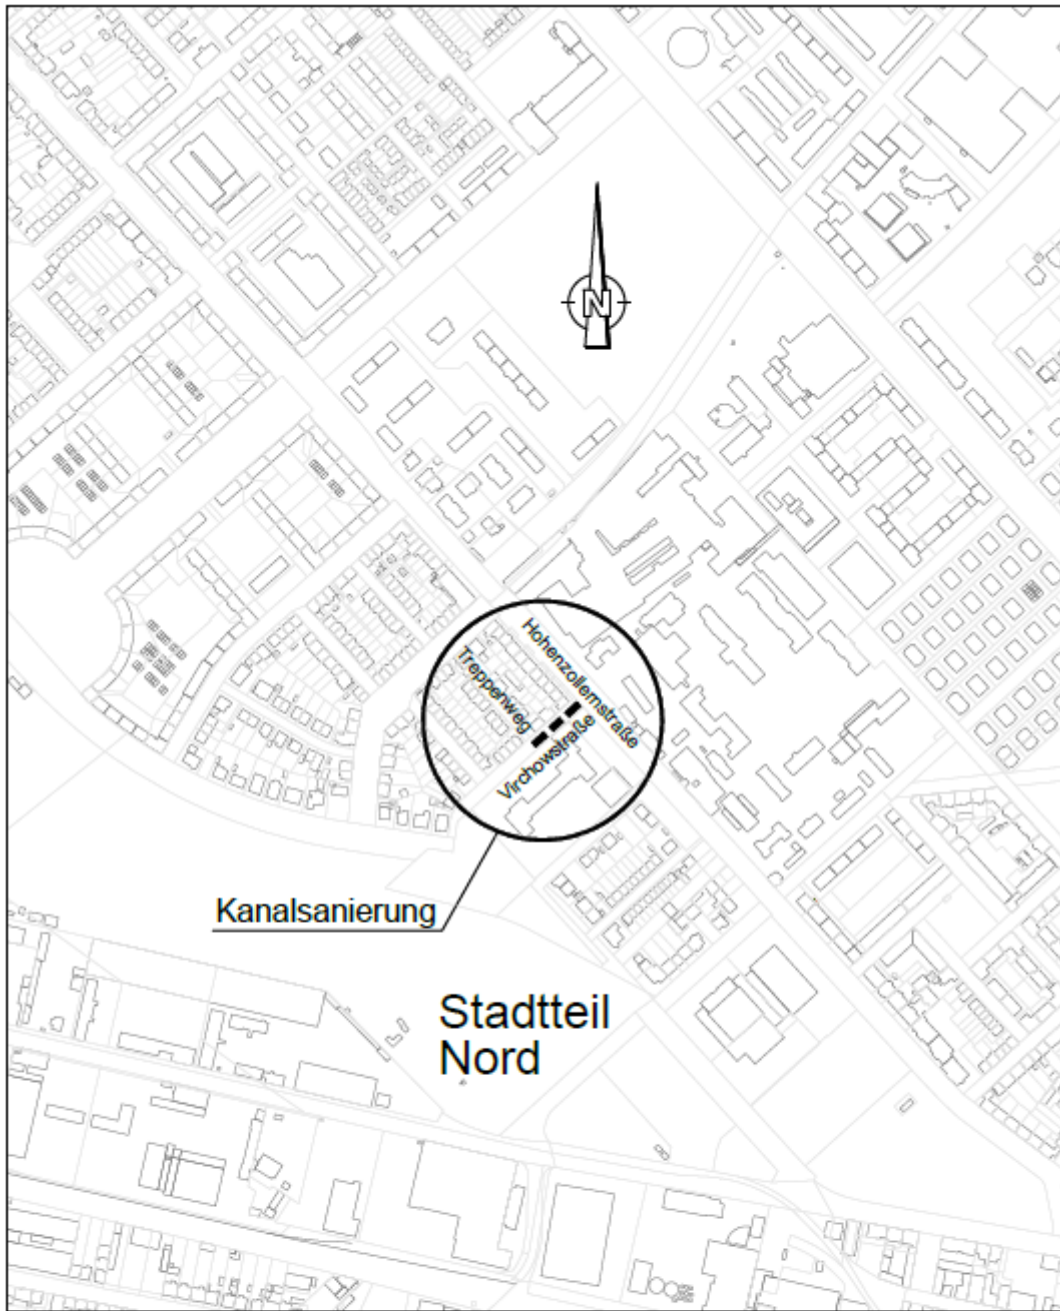 N
Hohenzollernstraße
Treppenweg
Virchowstraße
Kanalsanierung
Stadtteil
Nord